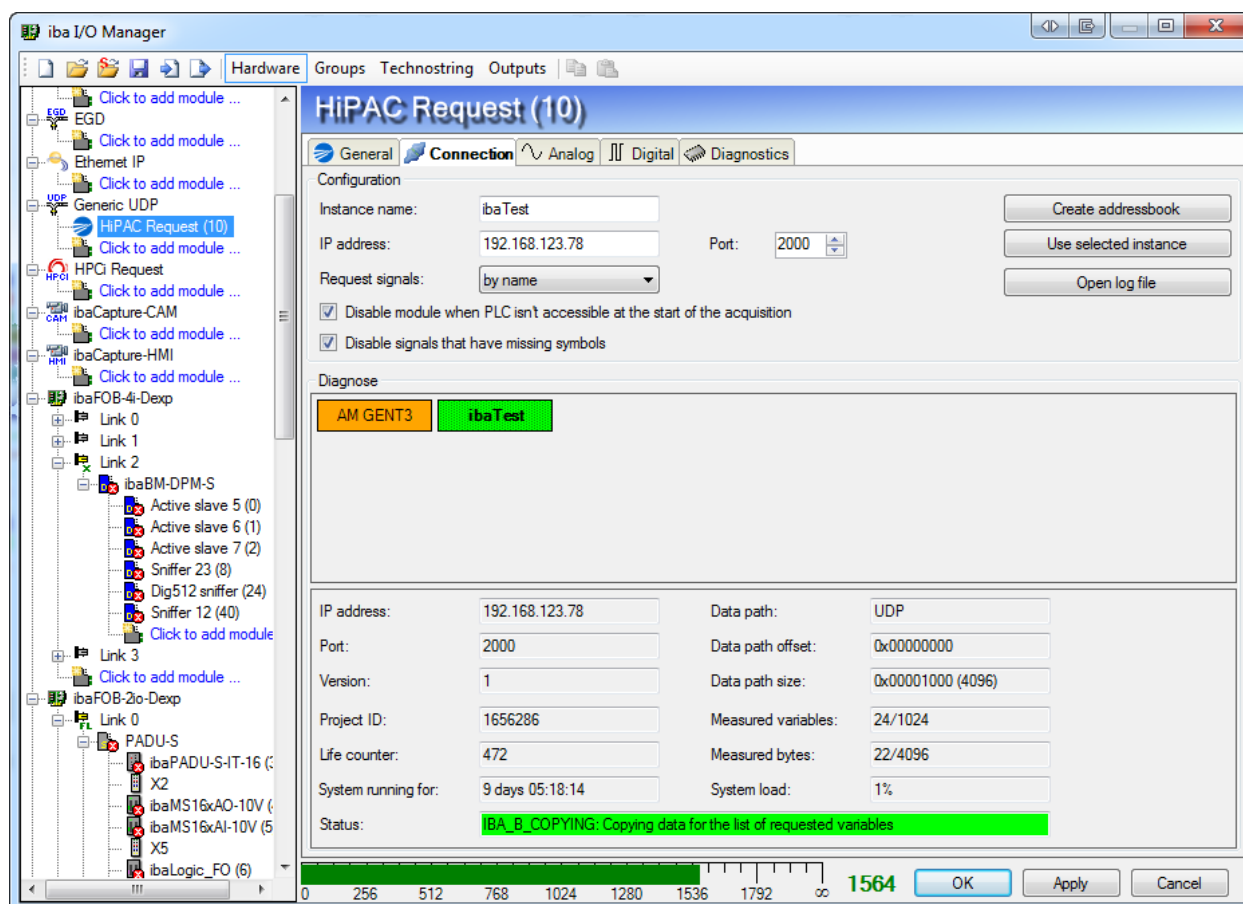 iba I/O Manager
Hardware Groups Technostring Outputs
Click to add module ...
EGD EGD
Click to add module ...
Ethernet IP
Click to add module ...
UDP Generic UDP
HiPAC Request (10)
Click to add module ...
HPCi HPCi Request
Click to add module ...
CAM ibaCapture-CAM
Click to add module ...
HMI ibaCapture-HMI
Click to add module ...
ibaFOB-4i-Dexp
Link 0
Link 1
Link 2
ibaBM-DPM-S
Active slave 5 (0)
Active slave 6 (1)
Active slave 7 (2)
Sniffer 23 (8)
Dig512 sniffer (24)
Sniffer 12 (40)
Click to add module
Link 3
Click to add module ...
ibaFOB-2io-Dexp
FL Link 0
PADU-S
ibaPADU-S-IT-16
X2
ibaMS16xAO-10V
ibaMS16xAI-10V (5
X5
ibaLogic_FO (6)
HiPAC Request (10)
General Connection Analog Digital Diagnostics
Configuration
Instance name: ibaTest Create addressbook
IP address: 192.168.123.78 Port: 2000 Use selected instance
Request signals: by name Open log file
Disable module when PLC isn't accessible at the start of the acquisition
Disable signals that have missing symbols
Diagnose
AM GENT3 ibaTest
IP address: 192.168.123.78 Data path: UDP
Port: 2000 Data path offset: 0x00000000
Version: 1 Data path size: 0x00001000 (4096)
Project ID: 1656286 Measured variables: 24/1024
Life counter: 472 Measured bytes: 22/4096
System running for: 9 days 05:18:14 System load: 1%
Status: IBA_B_COPYING: Copying data for the list of requested variables
0 256 512 768 1024 1280 1536 1792 ∞ 1564 OK Apply Cancel